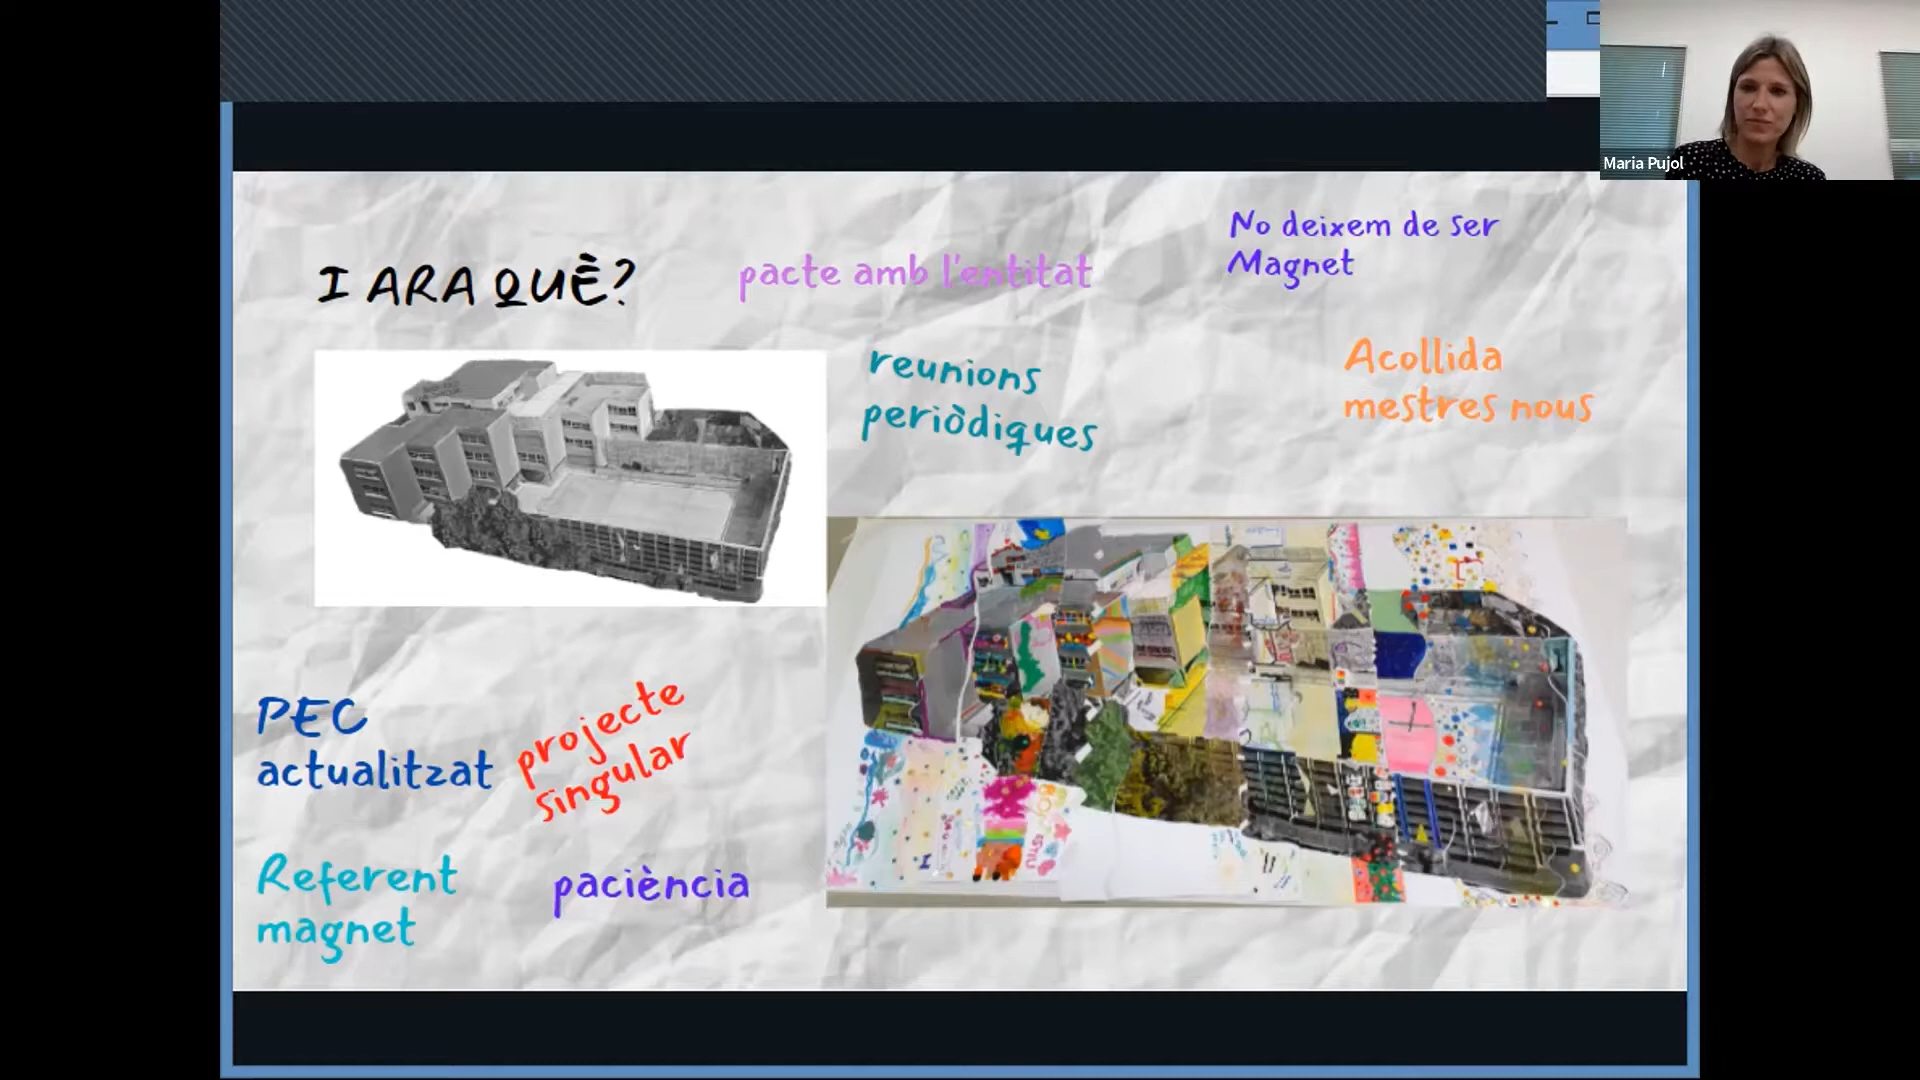 Maria Pujol
I ARA QUÈ?
pacte amb l'entitat
No deixem de ser
Magnet
reunions
periòdiques
Acollida
mestres nous
PEC
actualitzat
projecte
singular
Referent
magnet
paciència